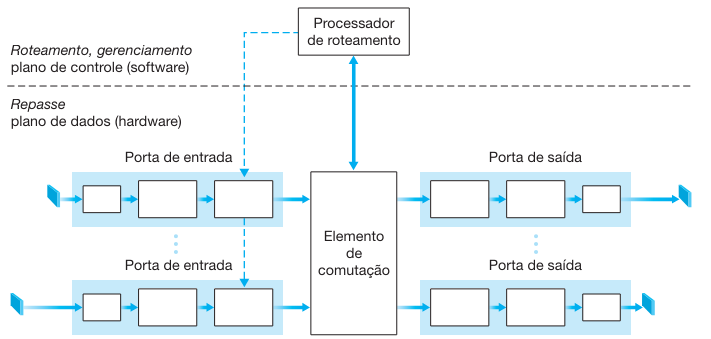 Processador
de roteamento
Roteamento, gerenciamento
plano de controle (software)
Repasse
plano de dados (hardware)
Porta de entrada
Porta de saída
Elemento
de
comutação
Porta de entrada
Porta de saída